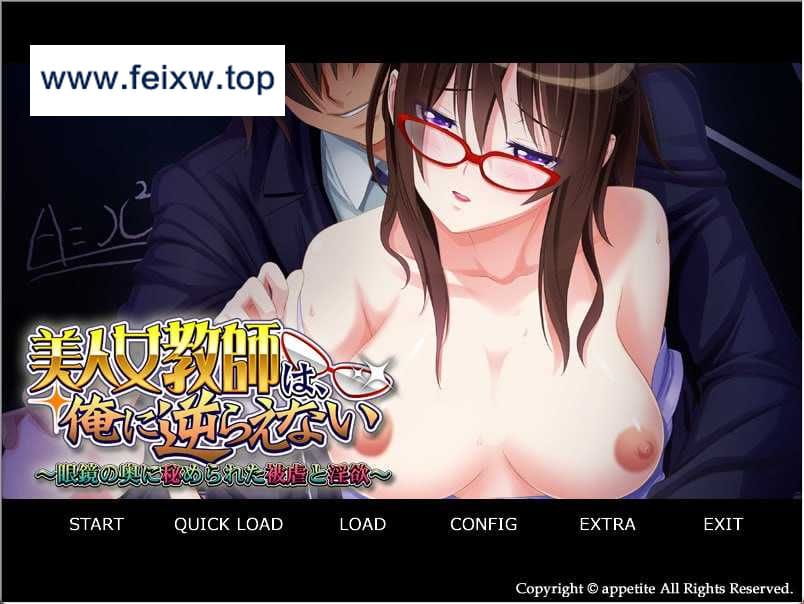 www.feixw.top
A=x²
美人女教師は、
俺に逆らえない
～眼鏡の奥に秘められた被虐と淫欲～
START QUICK LOAD LOAD CONFIG EXTRA EXIT
Copyright © appetite All Rights Reserved.